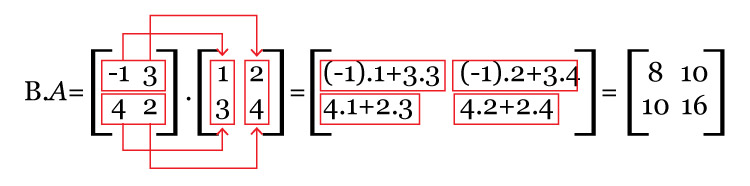 -1 3 1 2 (-1).1+3.3 (-1).2+3.4 8 10
B.A= . = =
4 2 3 4 4.1+2.3 4.2+2.4 10 16